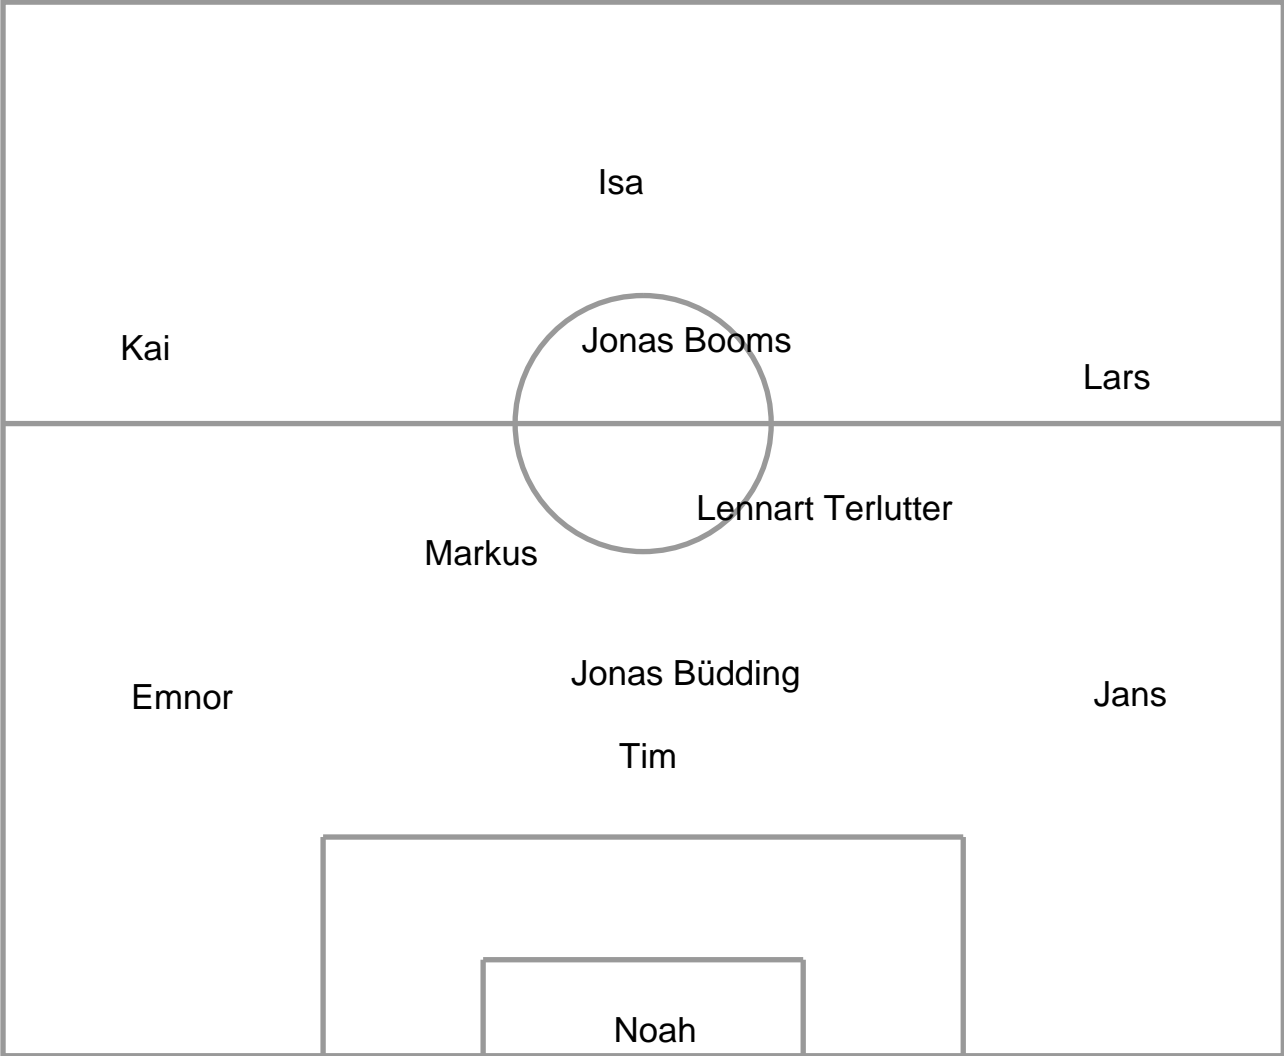 Isa
Kai
Jonas Booms
Lars
Lennart Terlutter
Markus
Jonas Büdding
Emnor
Jans
Tim
Noah